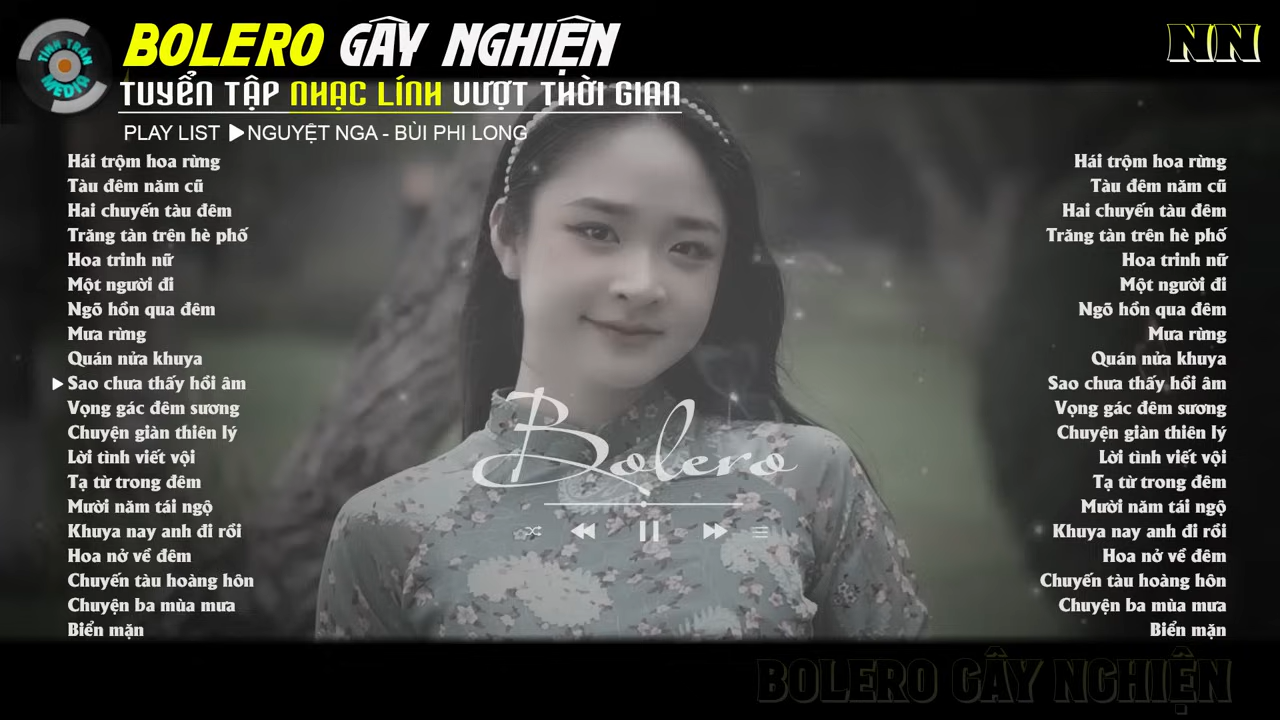 TÌNH TRẦN
MEDIA
BOLERO GÂY NGHIỆN
NN
TUYỂN TẬP NHẠC LÍNH VƯỢT THỜI GIAN
PLAY LIST ▶NGUYỆT NGA - BÙI PHI LONG
Hái trộm hoa rừng
Tàu đêm năm cũ
Hai chuyến tàu đêm
Trăng tàn trên hè phố
Hoa trinh nữ
Một người đi
Ngõ hồn qua đêm
Mưa rừng
Quán nửa khuya
Sao chưa thấy hồi âm
Vọng gác đêm sương
Chuyện giàn thiên lý
Lời tình viết vội
Tạ từ trong đêm
Mười năm tái ngộ
Khuya nay anh đi rồi
Hoa nở về đêm
Chuyến tàu hoàng hôn
Chuyện ba mùa mưa
Biển mặn
Bolero
Hái trộm hoa rừng
Tàu đêm năm cũ
Hai chuyến tàu đêm
Trăng tàn trên hè phố
Hoa trinh nữ
Một người đi
Ngõ hồn qua đêm
Mưa rừng
Quán nửa khuya
Sao chưa thấy hồi âm
Vọng gác đêm sương
Chuyện giàn thiên lý
Lời tình viết vội
Tạ từ trong đêm
Mười năm tái ngộ
Khuya nay anh đi rồi
Hoa nở về đêm
Chuyến tàu hoàng hôn
Chuyện ba mùa mưa
Biển mặn
BOLERO GÂY NGHIỆN